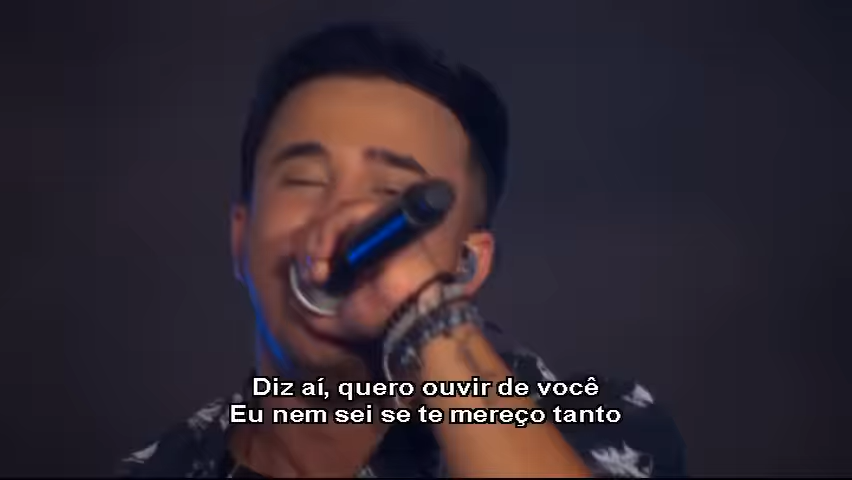 Diz aí, quero ouvir de você
Eu nem sei se te mereço tanto